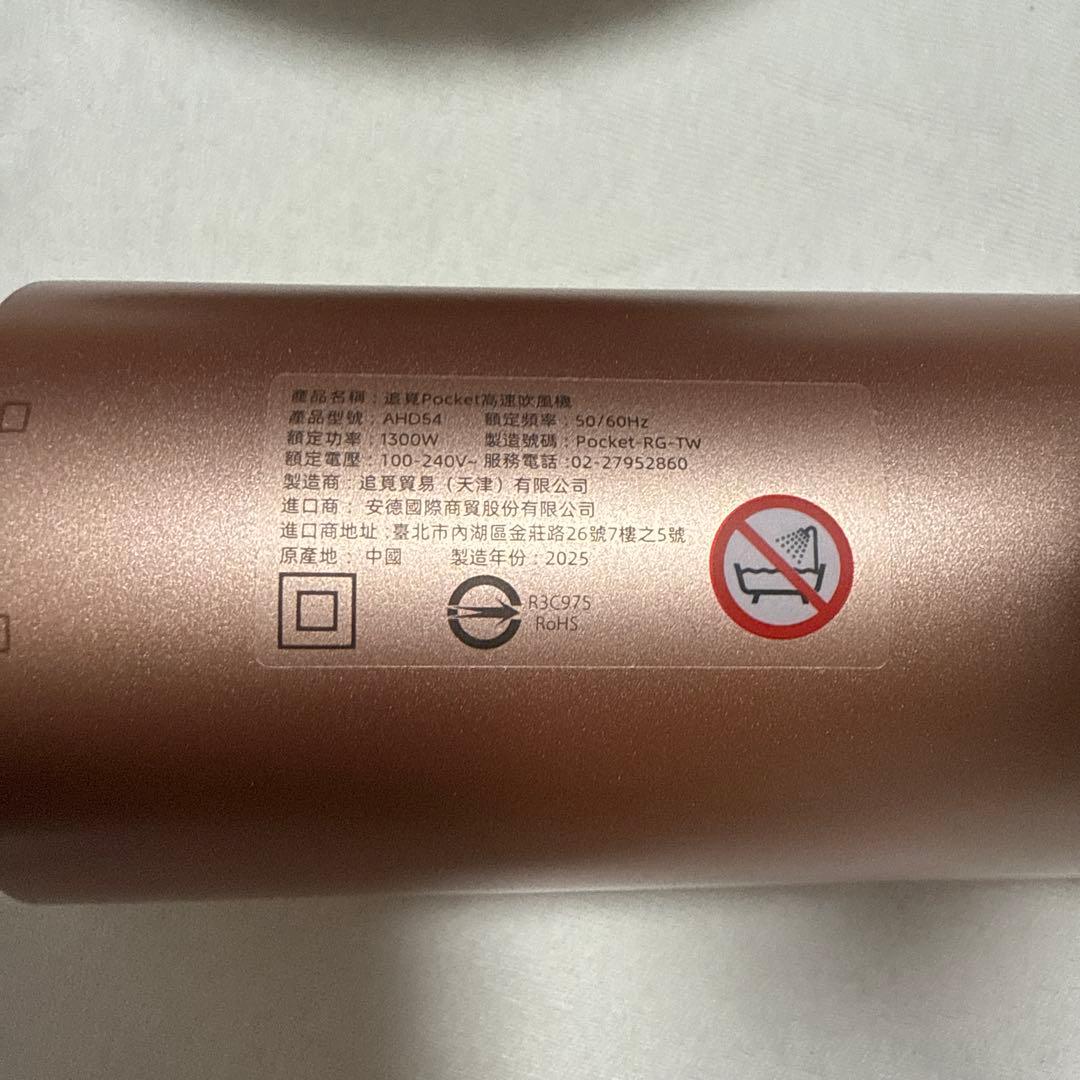 產品名稱：追覓Pocket高速吹風機
產品型號：AHD54 額定頻率：50/60Hz
額定功率：1300W 製造號碼：Pocket-RG-TW
額定電壓：100-240V~ 服務電話:02-27952860
製造商：追覓貿易（天津）有限公司
進口商：安德國際商貿股份有限公司
進口商地址:臺北市內湖區金莊路26號7樓之5號
原產地：中國 製造年份:2025
R3C975
RoHS